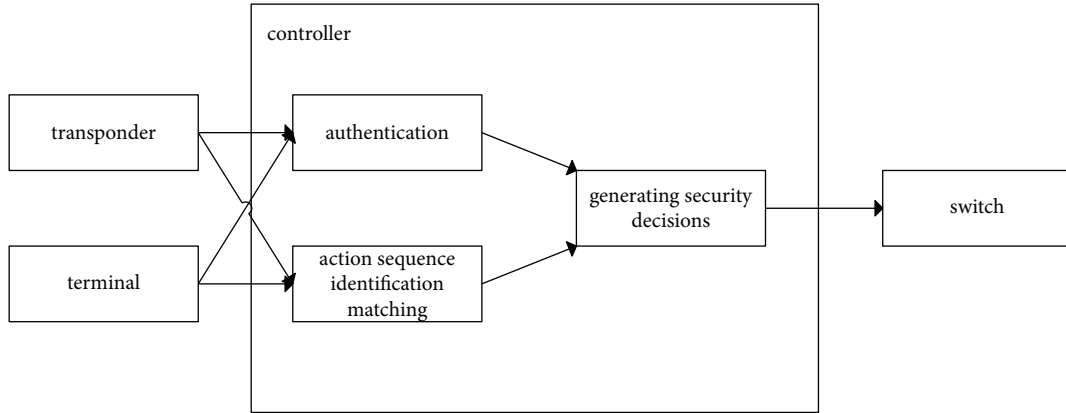 controller
transponder
authentication
generating security
decisions
switch
terminal
action sequence
identification
matching